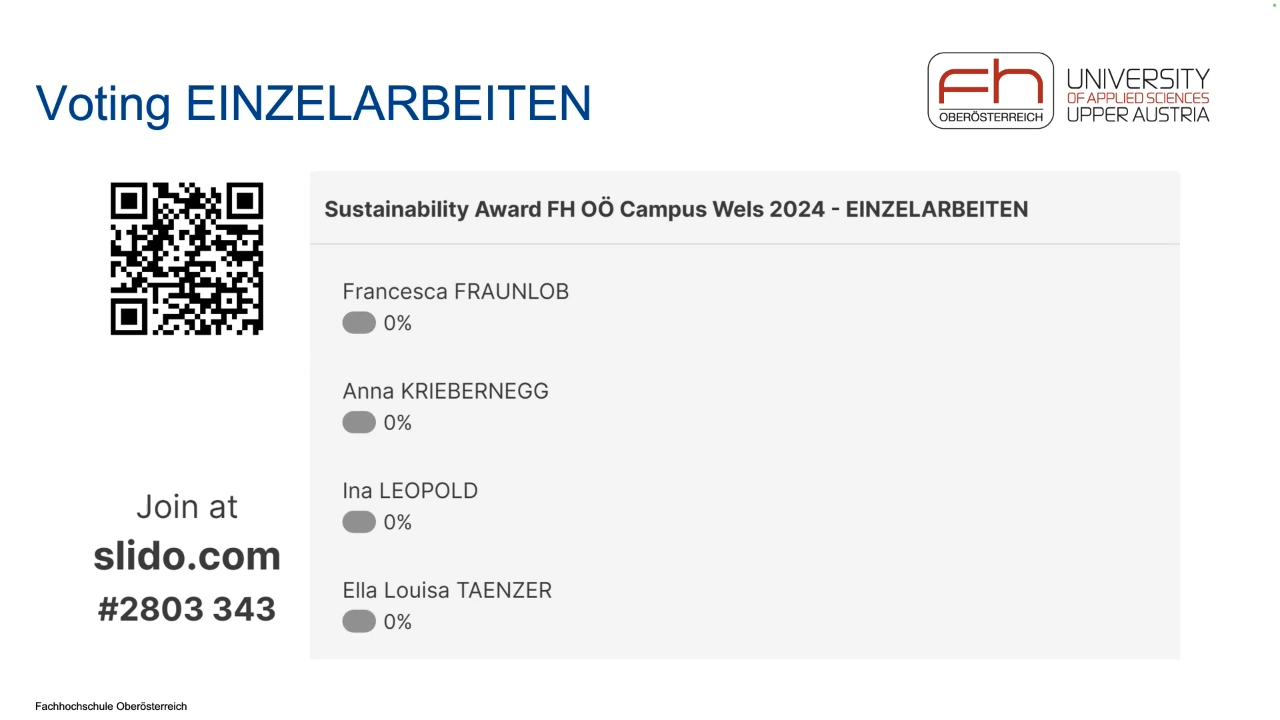 Voting EINZELARBEITEN
fh
OBERÖSTERREICH
UNIVERSITY
OF APPLIED SCIENCES
UPPER AUSTRIA
Sustainability Award FH OÖ Campus Wels 2024 - EINZELARBEITEN
Francesca FRAUNLOB
0%
Anna KRIEBERNEGG
0%
Ina LEOPOLD
0%
Ella Louisa TAENZER
0%
Join at
slido.com
#2803 343
Fachhochschule Oberösterreich